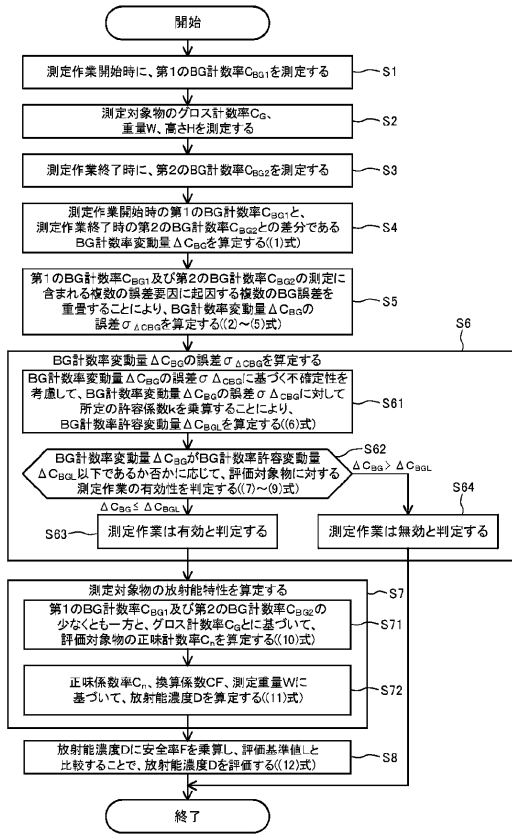 開始
測定作業開始時に、第1のBG計数率CBG1を測定する
S1
測定対象物のグロス計数率CG、
重量W、高さHを測定する
S2
測定作業終了時に、第2のBG計数率CBG2を測定する
S3
測定作業開始時の第1のBG計数率CBG1と、
測定作業終了時の第2のBG計数率CBG2との差分である
BG計数率変動量ΔCBGを算定する((1)式)
S4
第1のBG計数率CBG1及び第2のBG計数率CBG2の測定に
含まれる複数の誤差要因に起因する複数のBG誤差を
重畳することにより、BG計数率変動量ΔCBGの
誤差σΔCBGを算定する((2)~(5)式)
S5
S6
BG計数率変動量ΔCBGの誤差σΔCBGを算定する
BG計数率変動量ΔCBGの誤差σΔCBGに基づく不確定性を
考慮して、BG計数率変動量ΔCBGの誤差σΔCBGに対して
所定の許容係数kを乗算することにより、
BG計数率許容変動量ΔCBGLを算定する((6)式)
S61
BG計数率変動量ΔCBGがBG計数率許容変動量
ΔCBGL以下であるか否かに応じて、評価対象物に対する
測定作業の有効性を判定する((7)~(9)式)
S62
ΔCBG>ΔCBGL
ΔCBG≤ΔCBGL
S63
測定作業は有効と判定する
S64
測定作業は無効と判定する
測定対象物の放射能特性を算定する
S7
第1のBG計数率CBG1及び第2のBG計数率CBG2の
少なくとも一方と、グロス計数率CGとに基づいて、
評価対象物の正味計数率Cnを算定する((10)式)
S71
正味係数率Cn、換算係数CF、測定重量Wに
基づいて、放射能濃度Dを算定する((11)式)
S72
放射能濃度Dに安全率Fを乗算し、評価基準値Lと
比較することで、放射能濃度Dを評価する((12)式)
S8
終了